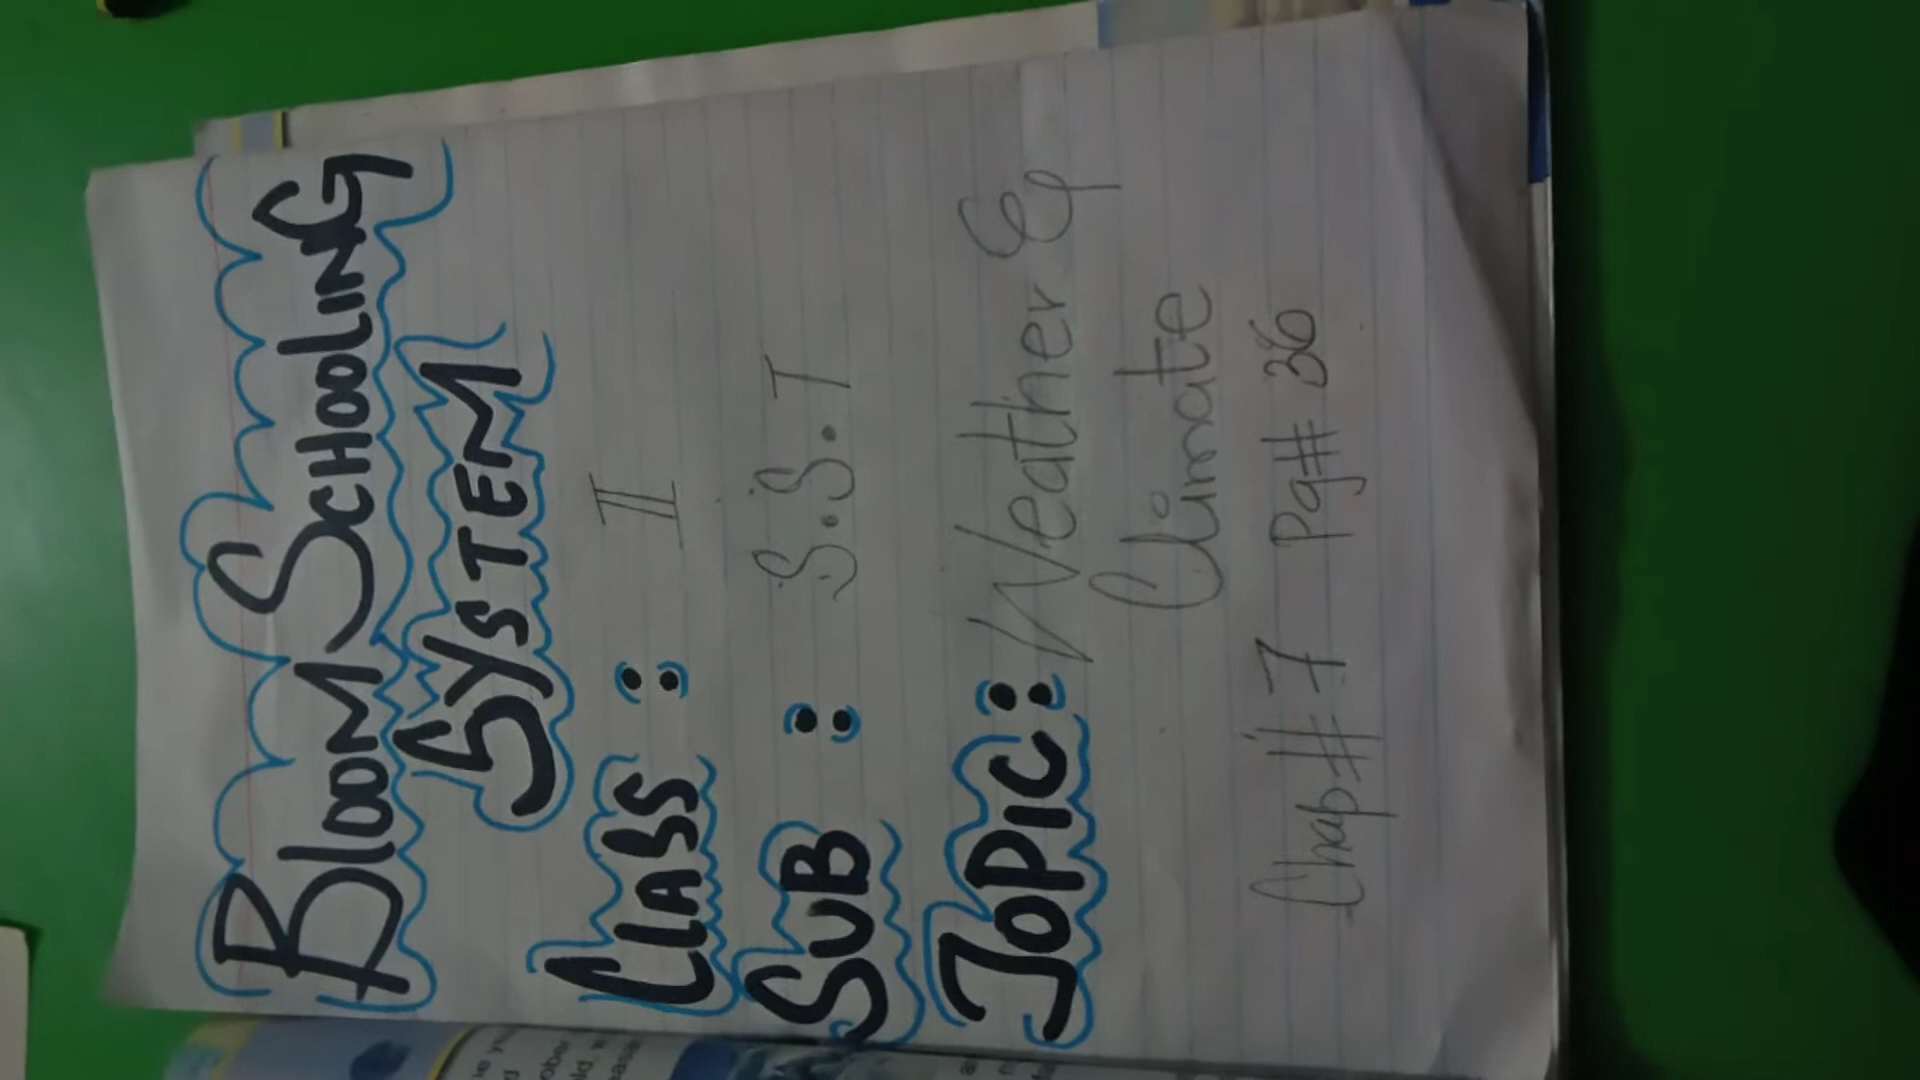 BLOOM SCHOOLING
SYSTEM
CLASS : II
SUB : S.S.T
TOPIC: Weather &
Climate
Chap# 7 Pg# 36